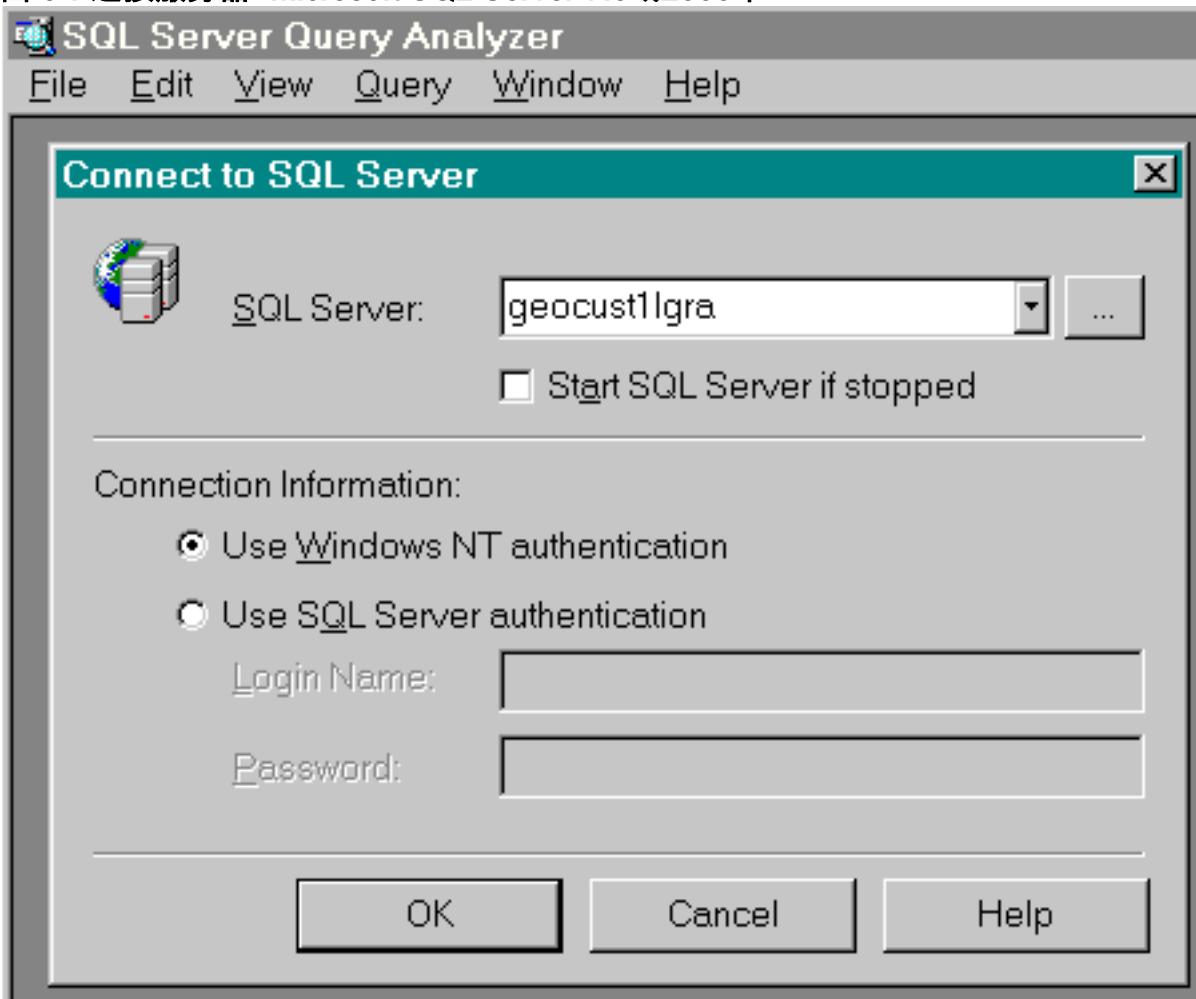 SQL Server Query Analyzer
File Edit View Query Window Help
Connect to SQL Server
SQL Server: geocust1lgra ...
Start SQL Server if stopped
Connection Information:
Use Windows NT authentication
Use SQL Server authentication
Login Name:
Password:
OK Cancel Help